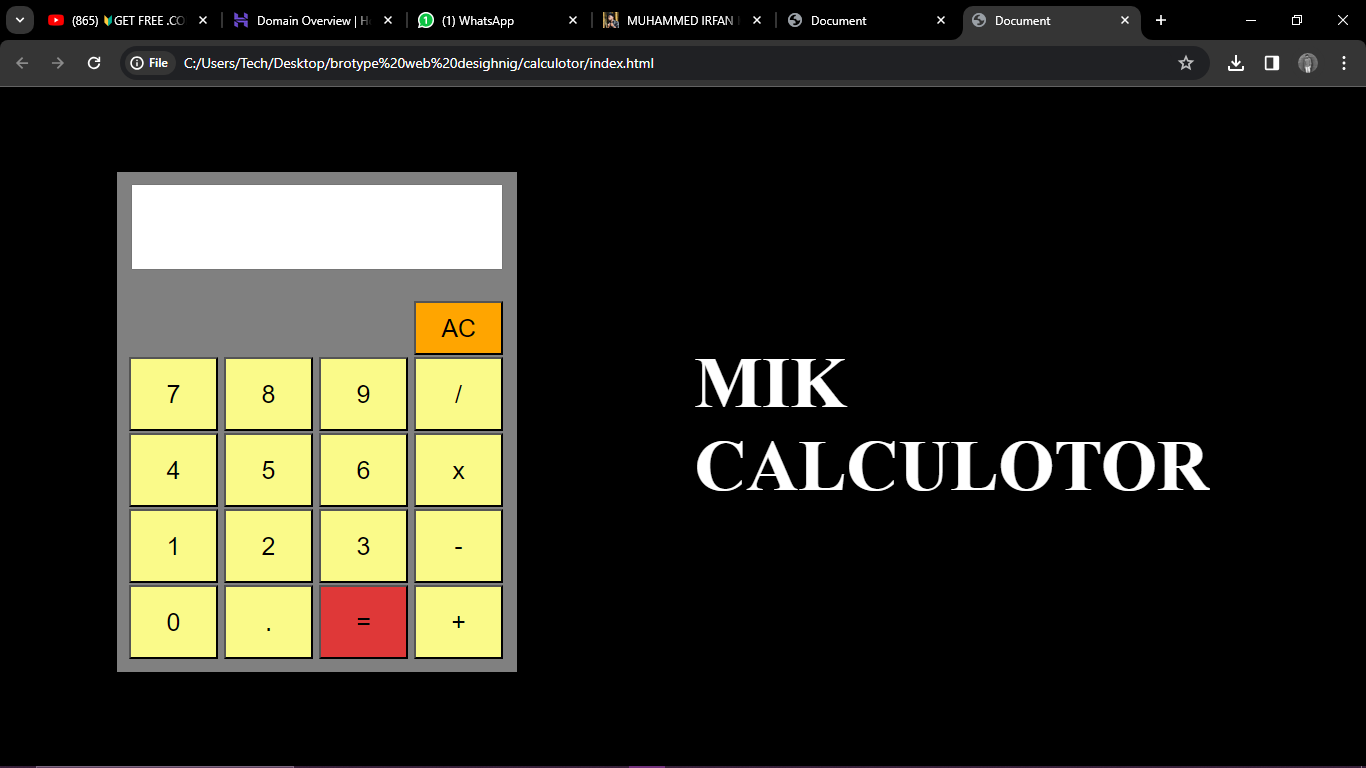 (865) 🔰GET FREE .CO
Domain Overview | H
(1) WhatsApp
MUHAMMED IRFAN
Document
Document
File
C:/Users/Tech/Desktop/brotype%20web%20desighnig/calculotor/index.html
AC
7 8 9 /
4 5 6 x
1 2 3 -
0 . = +
MIK
CALCULOTOR